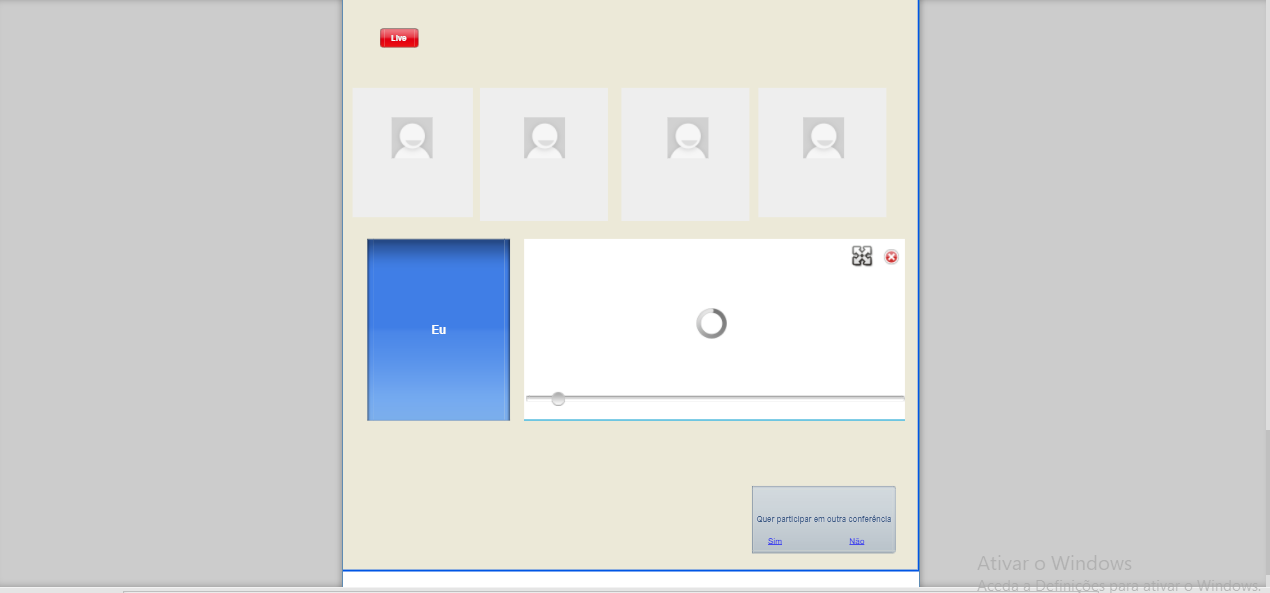 Live
Eu
Quer participar em outra conferência
Sim
Não
Ativar o Windows
Aceda a Definições para ativar o Windows.